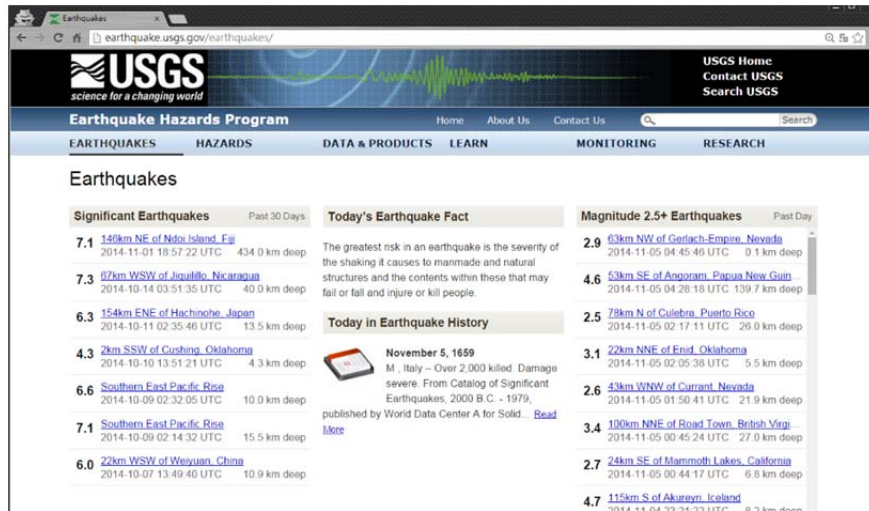 Earthquakes
earthquake.usgs.gov/earthquakes/
USGS
science for a changing world
USGS Home
Contact USGS
Search USGS
Earthquake Hazards Program
Home About Us Contact Us Search
EARTHQUAKES HAZARDS DATA & PRODUCTS LEARN MONITORING RESEARCH
Earthquakes
Significant Earthquakes Past 30 Days
7.1 146km NE of Ndoi Island, Fiji
2014-11-01 18:57:22 UTC 434.0 km deep
7.3 67km WSW of Jiquilillo, Nicaragua
2014-10-14 03:51:35 UTC 40.0 km deep
6.3 154km ENE of Hachinohe, Japan
2014-10-11 02:35:46 UTC 13.5 km deep
4.3 2km SSW of Cushing, Oklahoma
2014-10-10 13:51:21 UTC 4.3 km deep
6.6 Southern East Pacific Rise
2014-10-09 02:32:05 UTC 10.0 km deep
7.1 Southern East Pacific Rise
2014-10-09 02:14:32 UTC 15.5 km deep
6.0 22km WSW of Weiyuan, China
2014-10-07 13:49:40 UTC 10.9 km deep
Today's Earthquake Fact
The greatest risk in an earthquake is the severity of
the shaking it causes to manmade and natural
structures and the contents within these that may
fail or fall and injure or kill people.
Today in Earthquake History
November 5, 1659
M , Italy – Over 2,000 killed. Damage
severe. From Catalog of Significant
Earthquakes, 2000 B.C. - 1979,
published by World Data Center A for Solid... Read
More
Magnitude 2.5+ Earthquakes Past Day
2.9 63km NW of Gerlach-Empire, Nevada
2014-11-05 04:45:46 UTC 0.1 km deep
4.6 53km SE of Angoram, Papua New Guin...
2014-11-05 04:28:18 UTC 139.7 km deep
2.5 78km N of Culebra, Puerto Rico
2014-11-05 02:17:11 UTC 26.0 km deep
3.1 22km NNE of Enid, Oklahoma
2014-11-05 02:05:38 UTC 5.5 km deep
2.6 43km WNW of Currant, Nevada
2014-11-05 01:50:41 UTC 21.9 km deep
3.4 100km NNE of Road Town, British Virgi...
2014-11-05 00:45:24 UTC 27.0 km deep
2.7 24km SE of Mammoth Lakes, California
2014-11-05 00:44:17 UTC 6.8 km deep
4.7 115km S of Akureyri, Iceland
2014-11-04 23:21:22 UTC 8.2 km deep